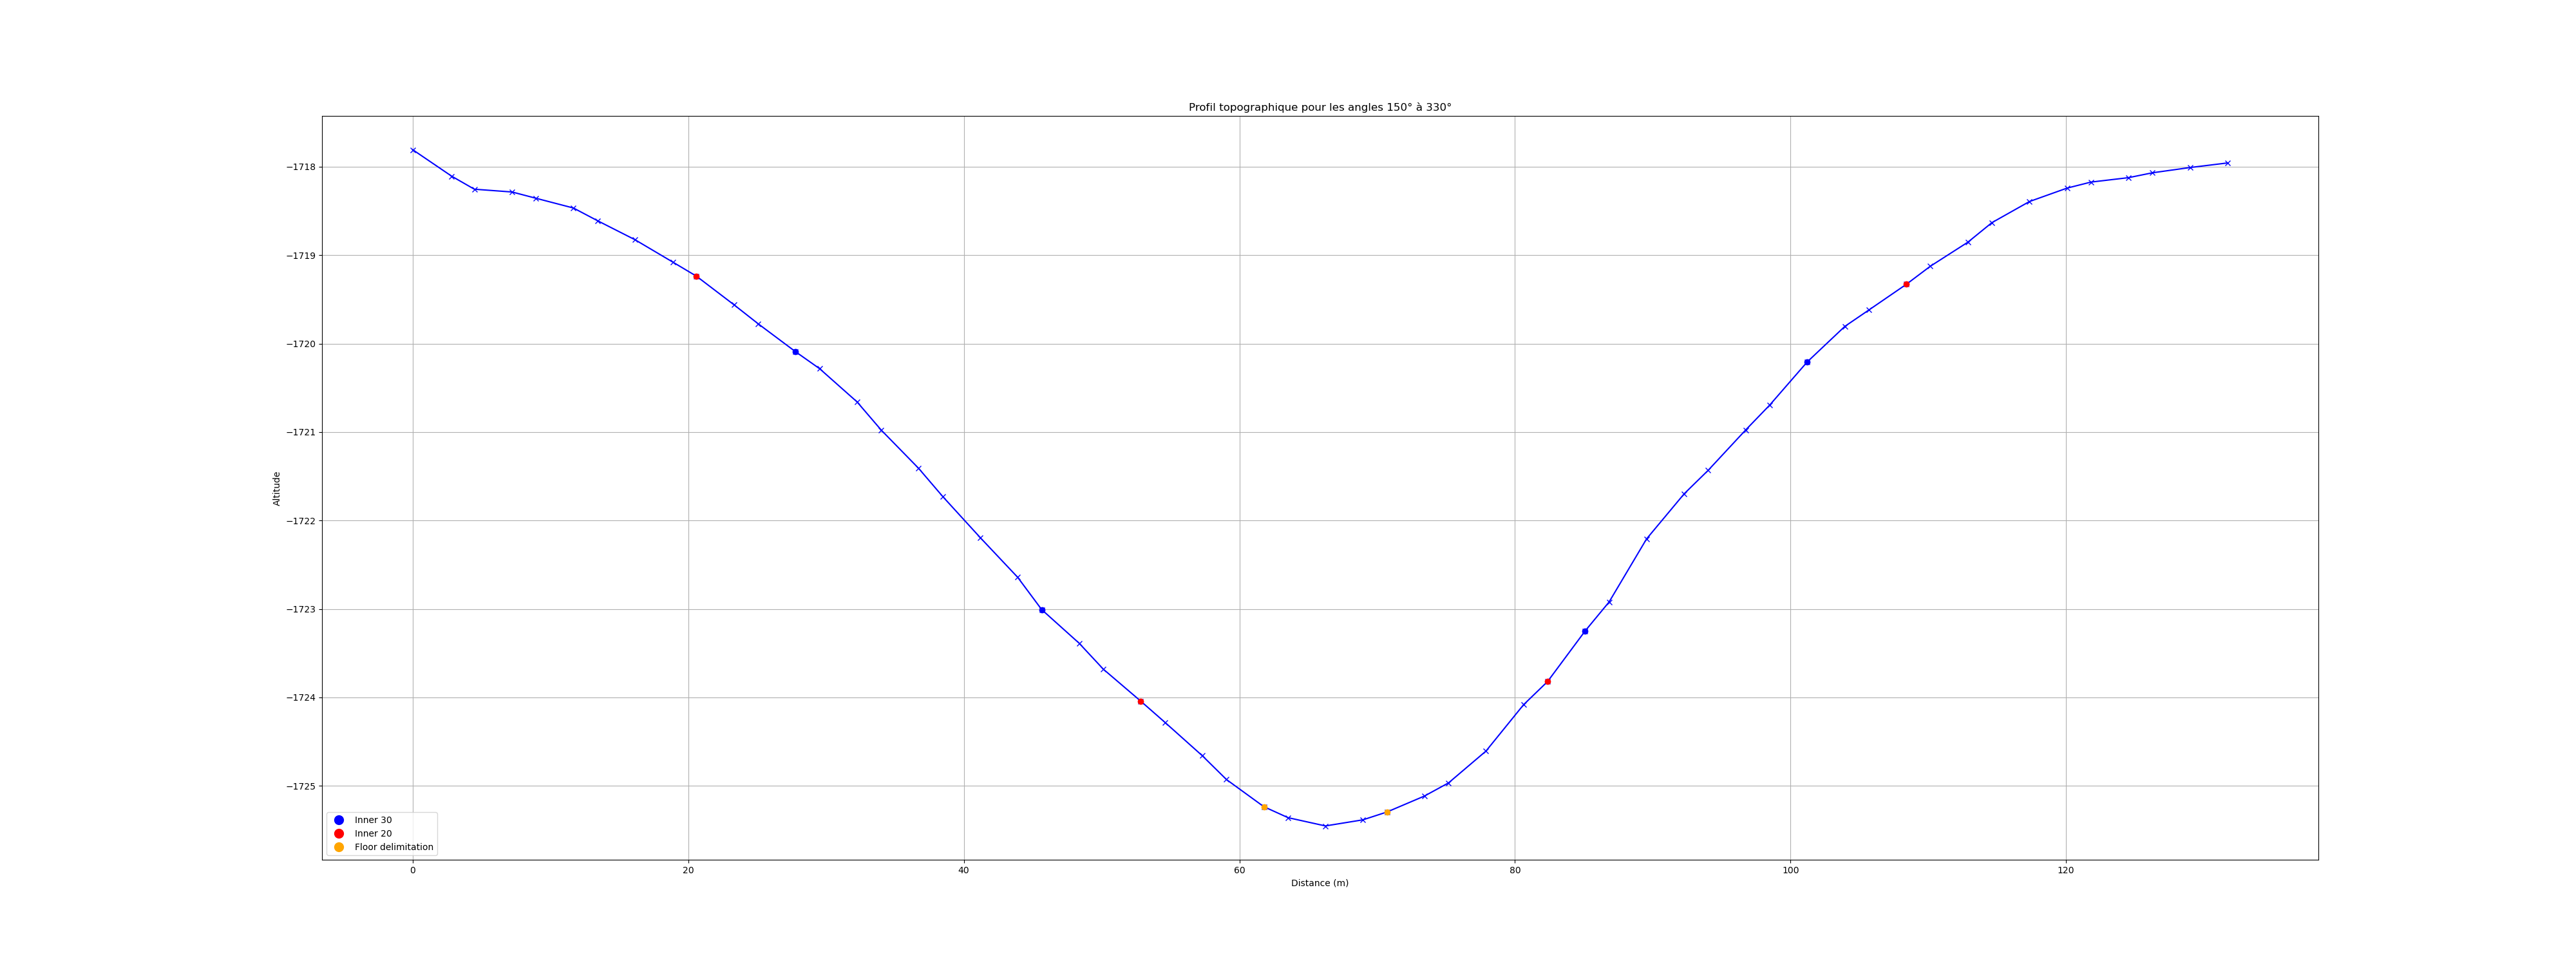 Profil topographique pour les angles 150° à 330°
−1718
−1719
−1720
−1721
−1722
−1723
−1724
−1725
Altitude
Inner 30
Inner 20
Floor delimitation
0 20 40 60 80 100 120
Distance (m)